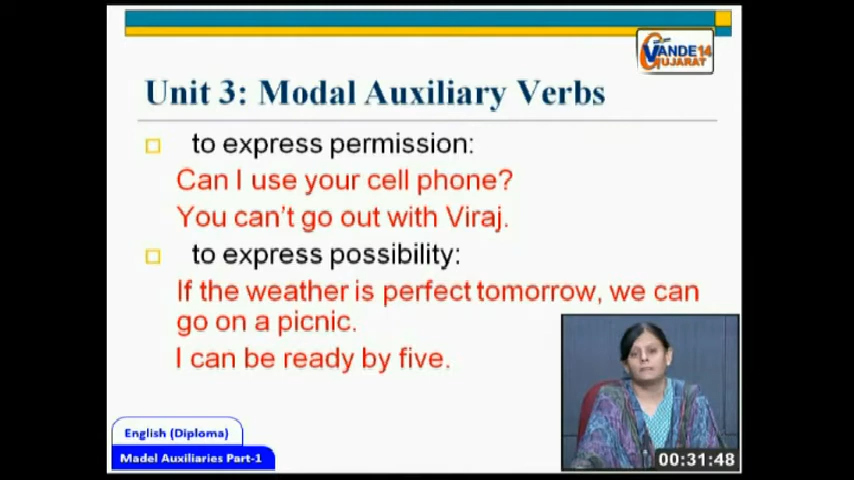 VANDE 14
GUJARAT
Unit 3: Modal Auxiliary Verbs
to express permission:
Can I use your cell phone?
You can't go out with Viraj.
to express possibility:
If the weather is perfect tomorrow, we can
go on a picnic.
I can be ready by five.
English (Diploma)
Madel Auxiliaries Part-1
00:31:48